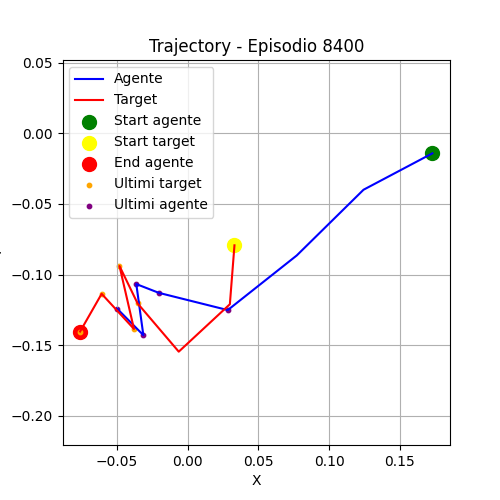 Trajectory - Episodio 8400
Agente
Target
Start agente
Start target
End agente
Ultimi target
Ultimi agente
0.05
0.00
−0.05
−0.10
−0.15
−0.20
−0.05
0.00
0.05
0.10
0.15
X